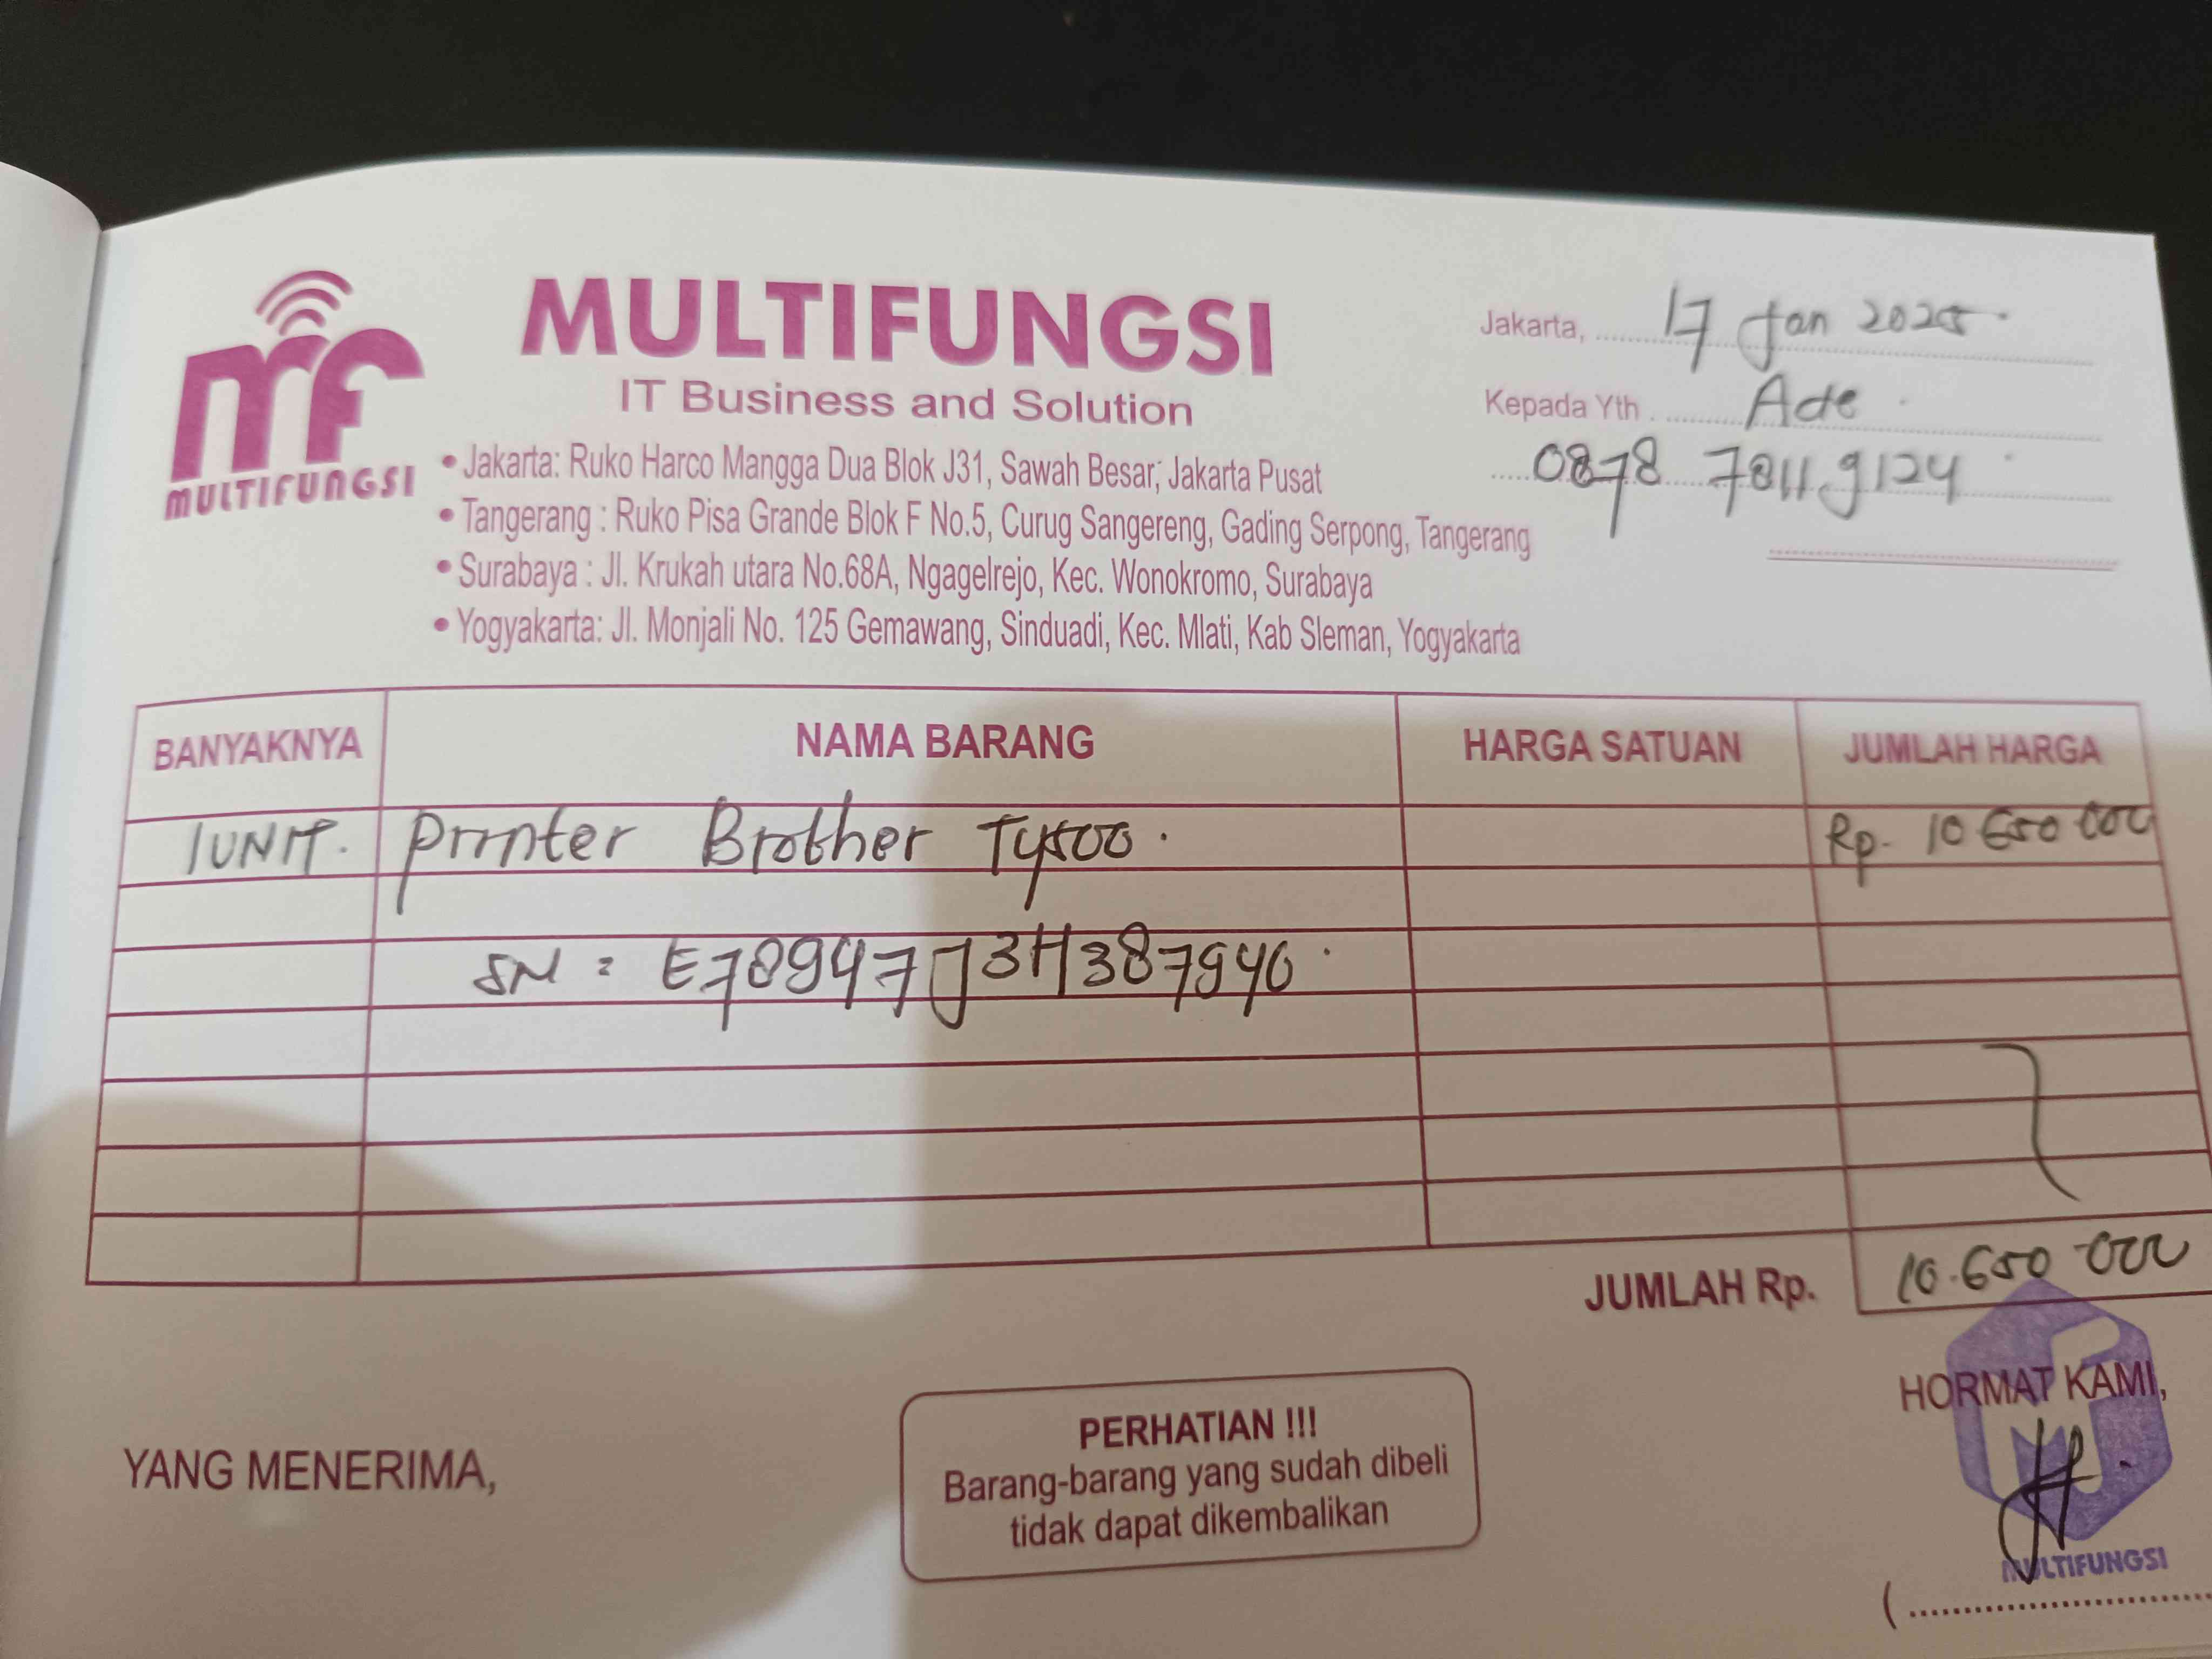 MULTIFUNGSI
MULTIFUNGSI
IT Business and Solution
• Jakarta: Ruko Harco Mangga Dua Blok J31, Sawah Besar, Jakarta Pusat
• Tangerang : Ruko Pisa Grande Blok F No.5, Curug Sangereng, Gading Serpong, Tangerang
• Surabaya : Jl. Krukah utara No.68A, Ngagelrejo, Kec. Wonokromo, Surabaya
• Yogyakarta: Jl. Monjali No. 125 Gemawang, Sinduadi, Kec. Mlati, Kab Sleman, Yogyakarta
Jakarta, 17 Jan 2025
Kepada Yth. Ade
0878 7811 9124
BANYAKNYA NAMA BARANG HARGA SATUAN JUMLAH HARGA
1 UNIT. Printer Brother T4500. Rp. 10 650 000
SN = E78947J3H387940
JUMLAH Rp. 10.650 000
YANG MENERIMA,
PERHATIAN !!!
Barang-barang yang sudah dibeli
tidak dapat dikembalikan
HORMAT KAMI,
MULTIFUNGSI